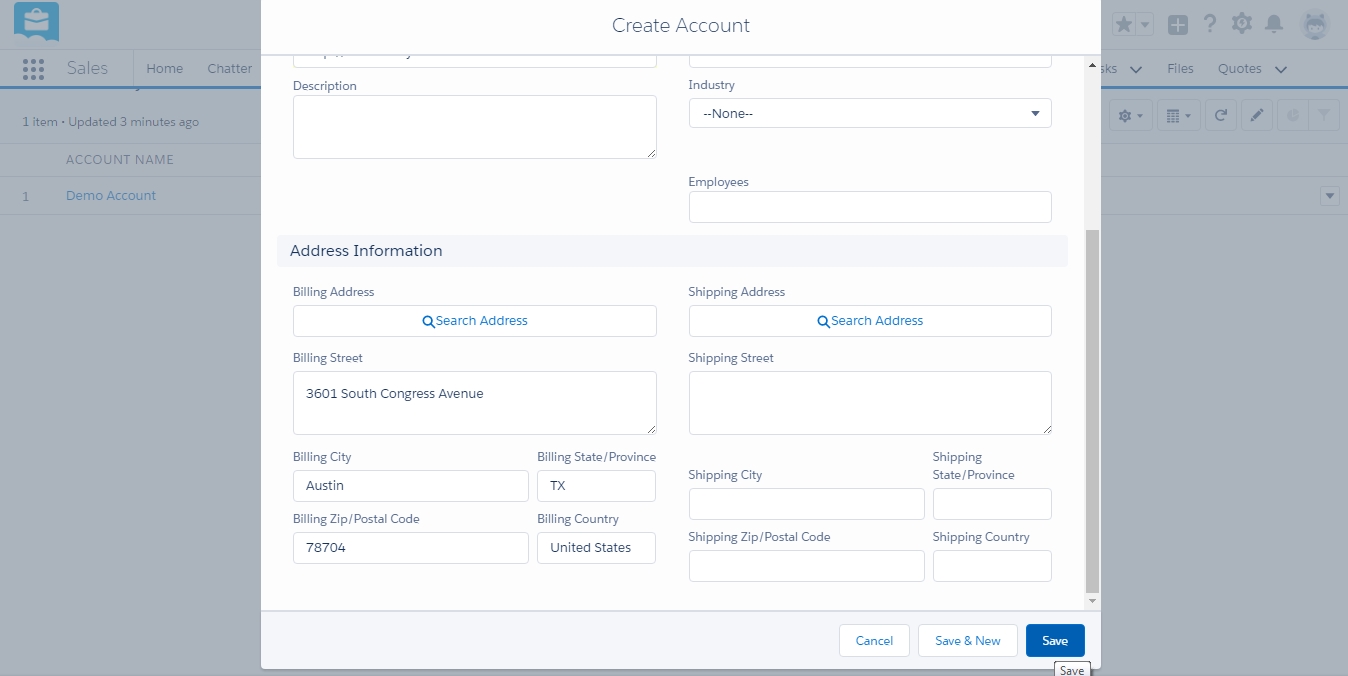 Create Account
Sales
Home
Chatter
sks
Files
Quotes
1 item • Updated 3 minutes ago
ACCOUNT NAME
1
Demo Account
Description
Industry
--None--
Employees
Address Information
Billing Address
Shipping Address
Search Address
Search Address
Billing Street
Shipping Street
3601 South Congress Avenue
Billing City
Billing State/Province
Shipping City
Shipping
State/Province
Austin
TX
Billing Zip/Postal Code
Billing Country
Shipping Zip/Postal Code
Shipping Country
78704
United States
Cancel
Save & New
Save
Save